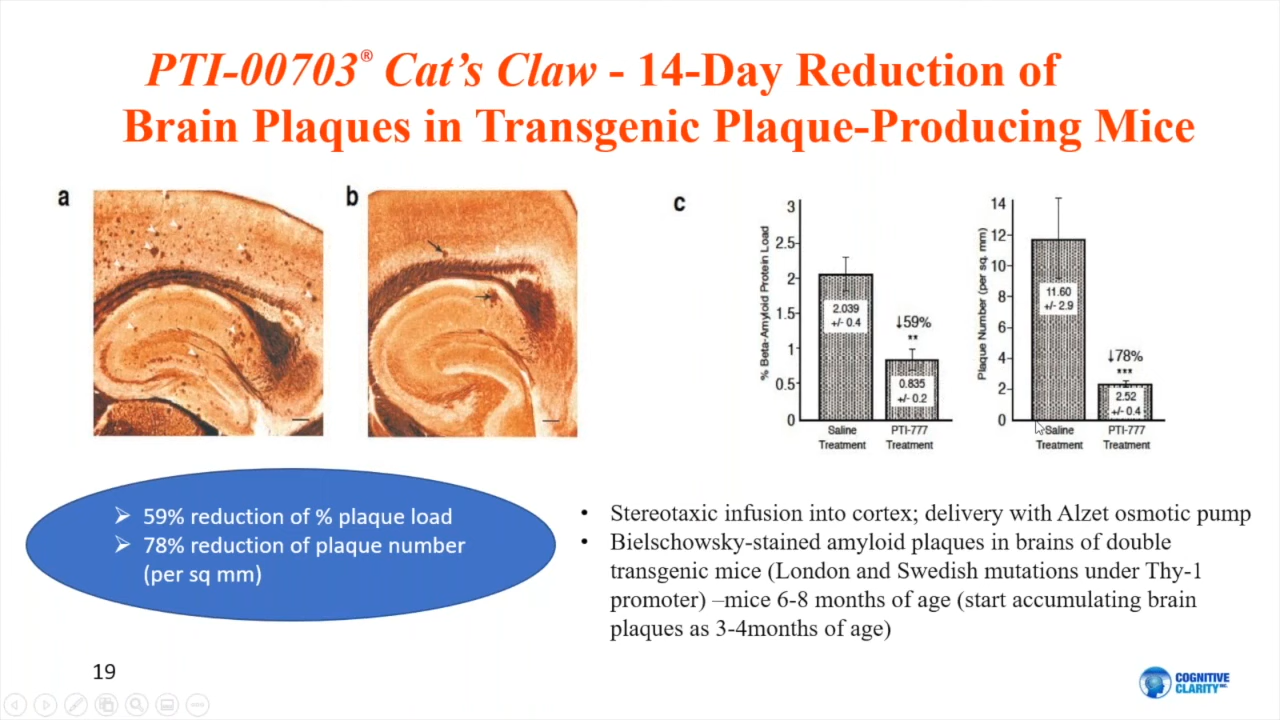 PTI-00703® Cat’s Claw - 14-Day Reduction of
Brain Plaques in Transgenic Plaque-Producing Mice
a
b
c
% Beta-Amyloid Protein Load
3
2.5
2
1.5
1
0.5
0
2.039
+/- 0.4
↓59%
**
0.835
+/- 0.2
Saline
Treatment
PTI-777
Treatment
Plaque Number (per sq. mm)
14
12
10
8
6
4
2
0
11.60
+/- 2.9
↓78%
***
2.52
+/- 0.4
Saline
Treatment
PTI-777
Treatment
➢ 59% reduction of % plaque load
➢ 78% reduction of plaque number
(per sq mm)
• Stereotaxic infusion into cortex; delivery with Alzet osmotic pump
• Bielschowsky-stained amyloid plaques in brains of double
transgenic mice (London and Swedish mutations under Thy-1
promoter) –mice 6-8 months of age (start accumulating brain
plaques as 3-4months of age)
19
COGNITIVE
CLARITY INC.